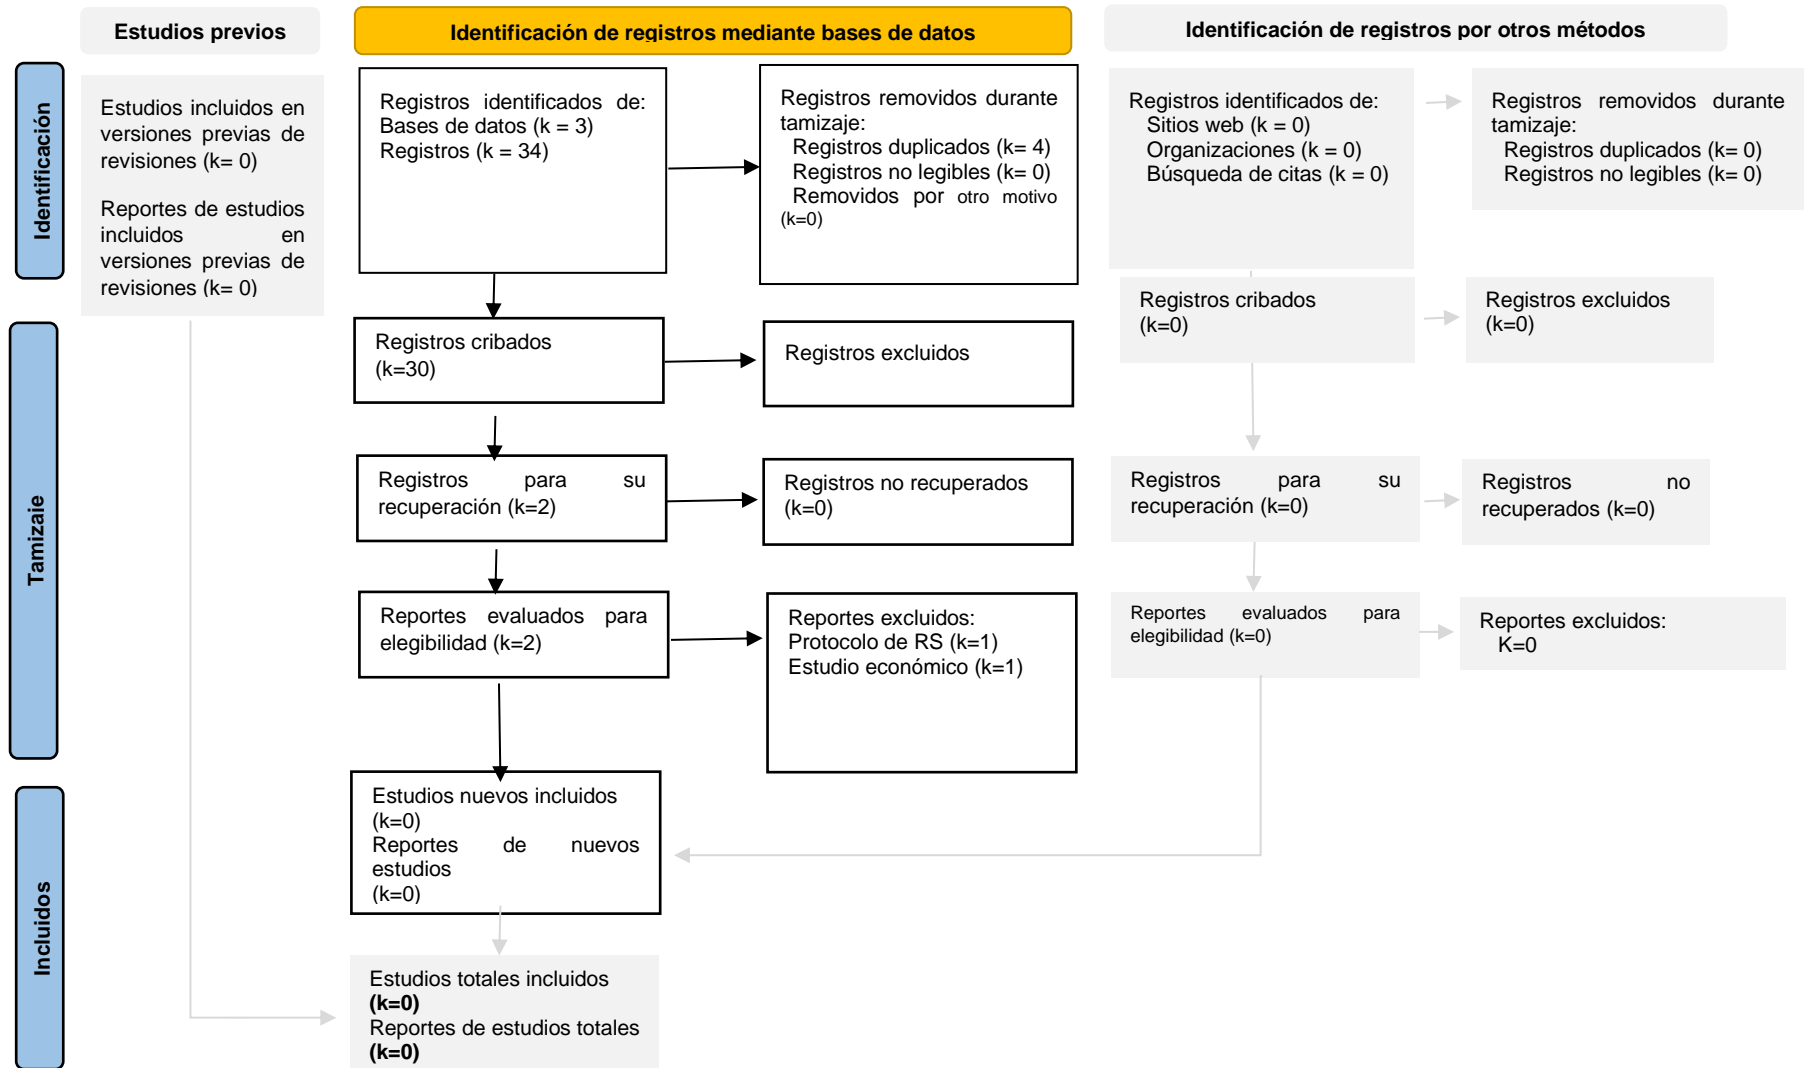 Estudios previos
Identificación de registros mediante bases de datos
Identificación de registros por otros métodos
Identificación
Estudios incluidos en
versiones previas de
revisiones (k= 0)
Reportes de estudios
incluidos en
versiones previas de
revisiones (k= 0)
Registros identificados de:
Bases de datos (k = 3)
Registros (k = 34)
Registros removidos durante
tamizaje:
Registros duplicados (k= 4)
Registros no legibles (k= 0)
Removidos por otro motivo
(k=0)
Registros identificados de:
Sitios web (k = 0)
Organizaciones (k = 0)
Búsqueda de citas (k = 0)
Registros removidos durante
tamizaje:
Registros duplicados (k= 0)
Registros no legibles (k= 0)
Tamizaje
Registros cribados
(k=30)
Registros excluidos
Registros cribados
(k=0)
Registros excluidos
(k=0)
Registros para su
recuperación (k=2)
Registros no recuperados
(k=0)
Registros para su
recuperación (k=0)
Registros no
recuperados (k=0)
Reportes evaluados para
elegibilidad (k=2)
Reportes excluidos:
Protocolo de RS (k=1)
Estudio económico (k=1)
Reportes evaluados para
elegibilidad (k=0)
Reportes excluidos:
K=0
Incluidos
Estudios nuevos incluidos
(k=0)
Reportes de nuevos
estudios
(k=0)
Estudios totales incluidos
(k=0)
Reportes de estudios totales
(k=0)